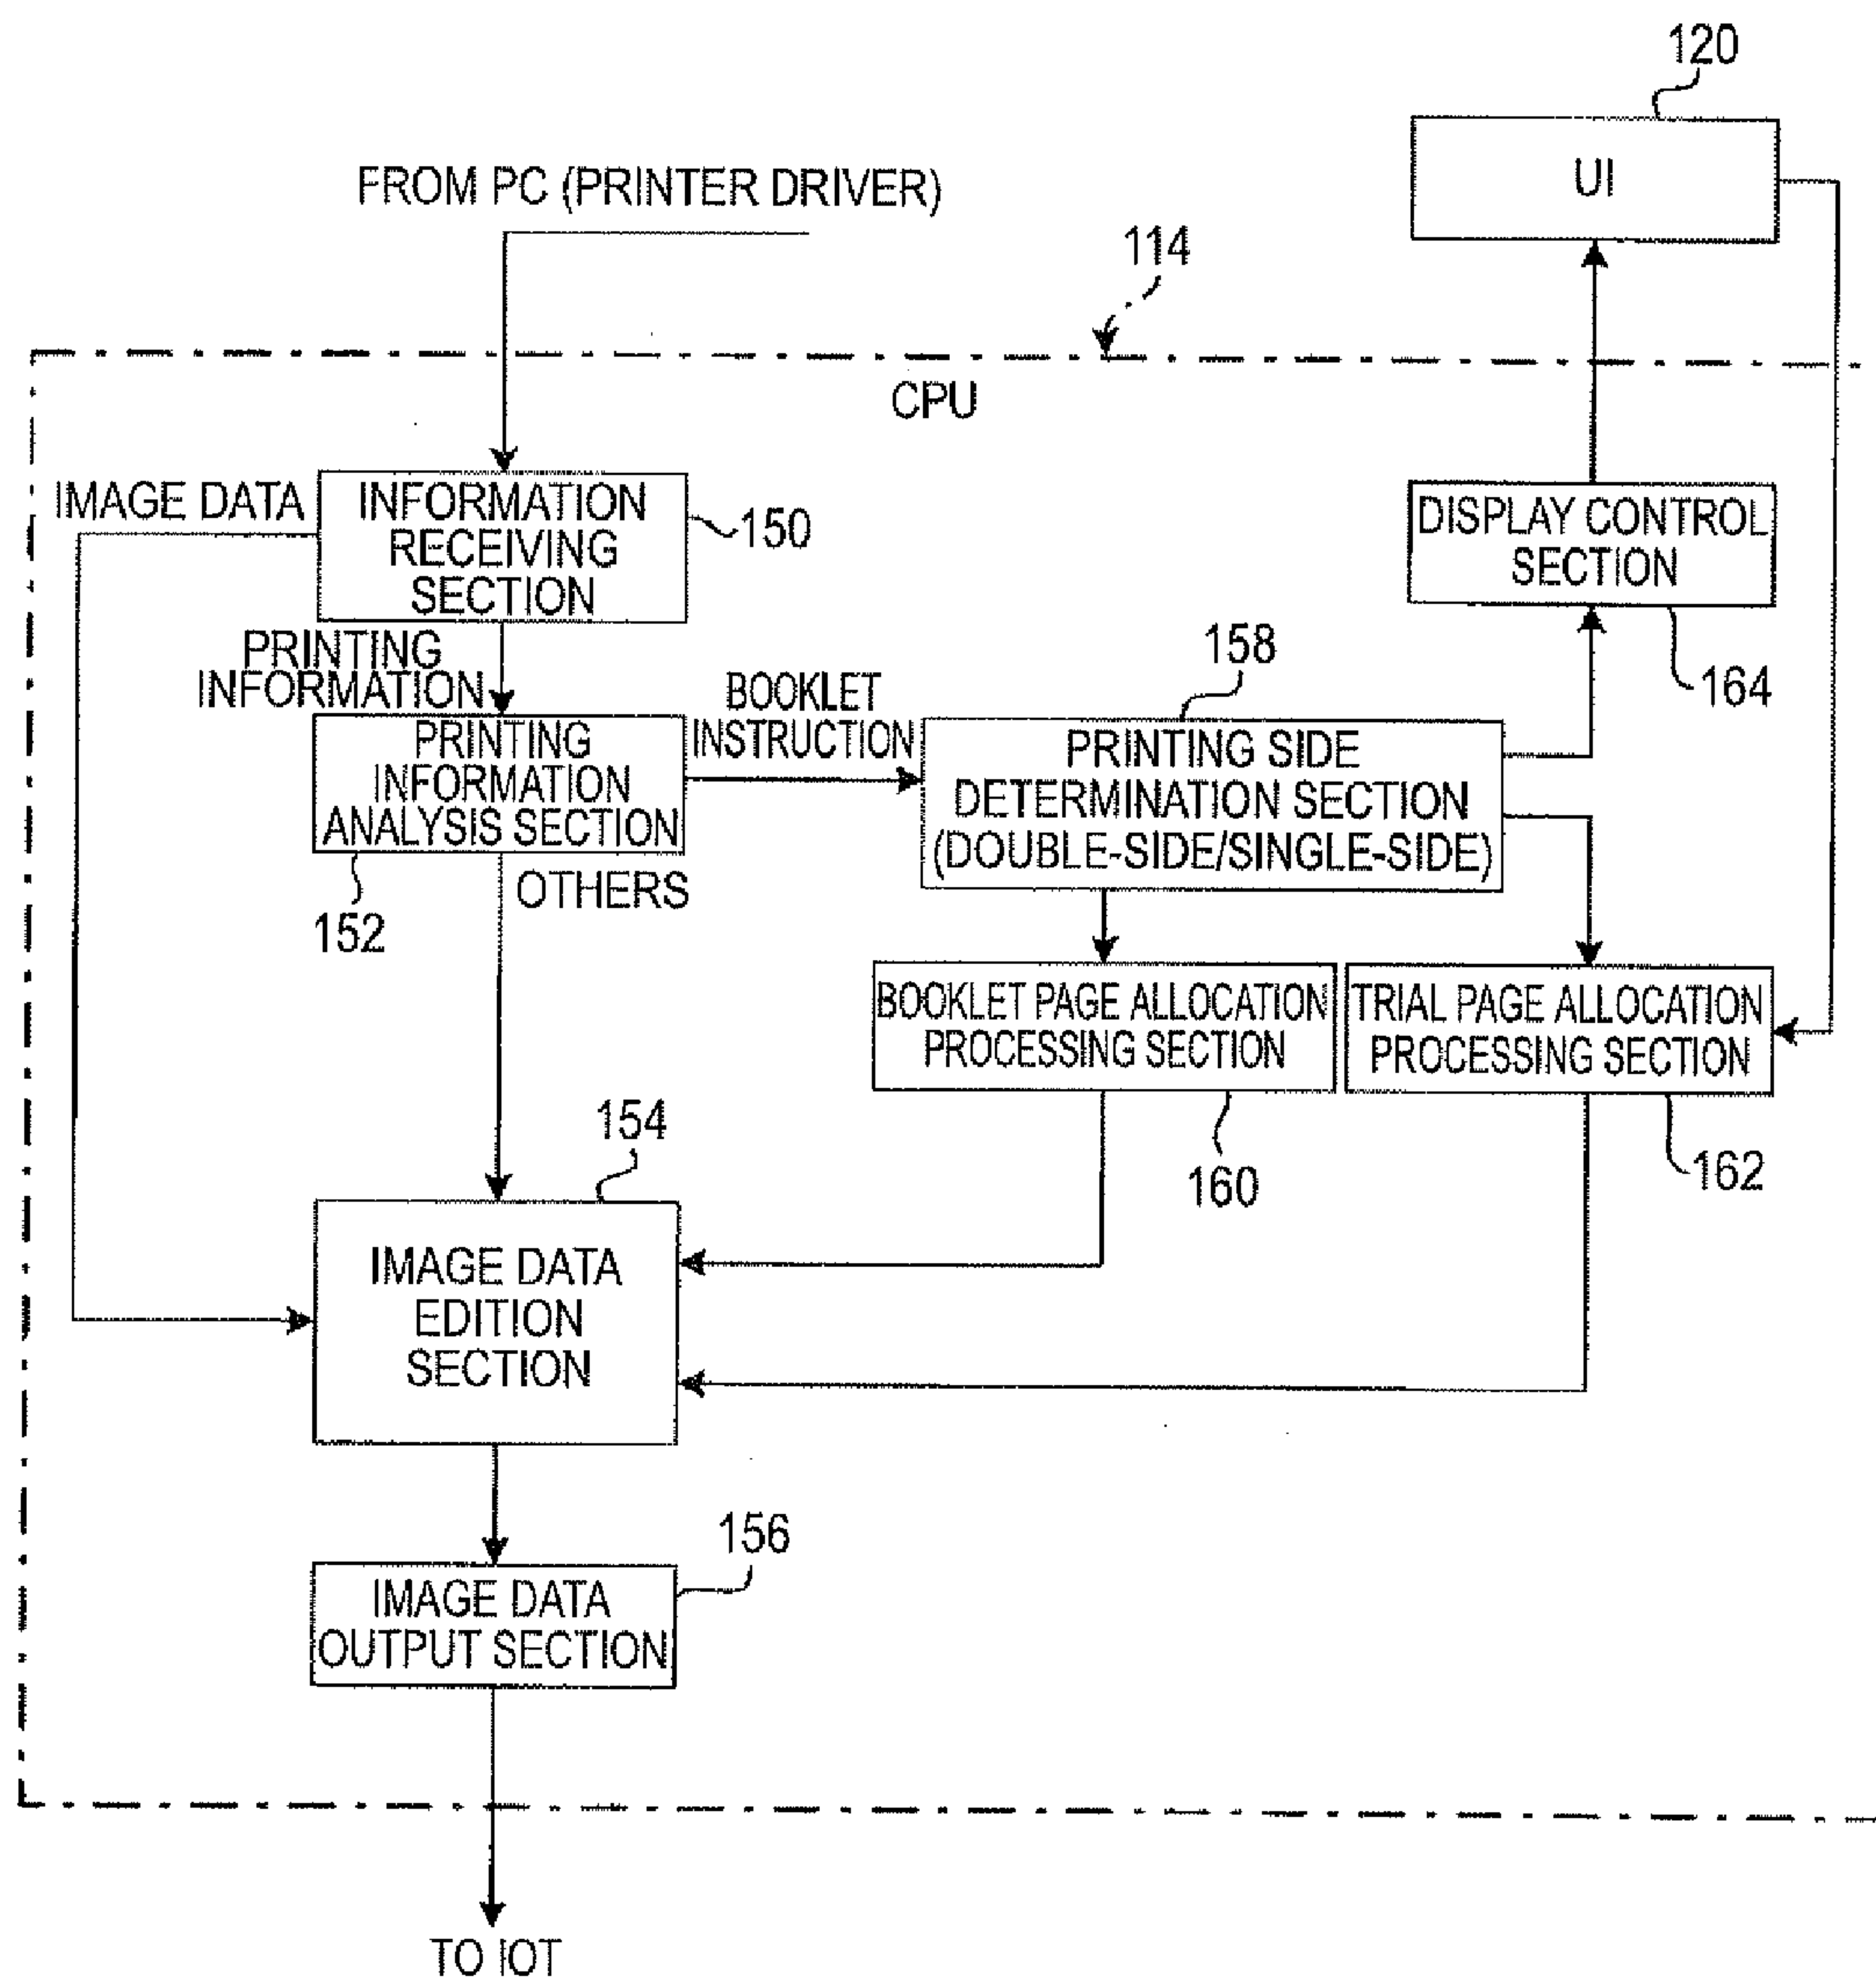 120
UI
FROM PC (PRINTER DRIVER)
114
CPU
IMAGE DATA
INFORMATION
RECEIVING
SECTION
150
DISPLAY CONTROL
SECTION
164
PRINTING
INFORMATION
158
BOOKLET
INSTRUCTION
PRINTING
INFORMATION
ANALYSIS SECTION
152
OTHERS
PRINTING SIDE
DETERMINATION SECTION
(DOUBLE-SIDE/SINGLE-SIDE)
BOOKLET PAGE ALLOCATION
PROCESSING SECTION
160
TRIAL PAGE ALLOCATION
PROCESSING SECTION
162
154
IMAGE DATA
EDITION
SECTION
156
IMAGE DATA
OUTPUT SECTION
TO IOT